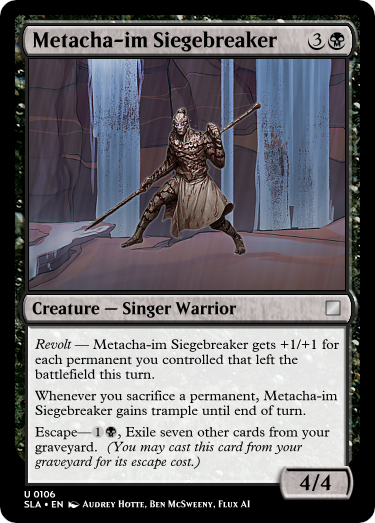 Metacha-im Siegebreaker 3
Creature — Singer Warrior
Revolt — Metacha-im Siegebreaker gets +1/+1 for
each permanent you controlled that left the
battlefield this turn.
Whenever you sacrifice a permanent, Metacha-im
Siegebreaker gains trample until end of turn.
Escape—1, Exile seven other cards from your
graveyard. (You may cast this card from your
graveyard for its escape cost.)
4/4
U 0106
SLA • EN Audrey Hotte, Ben McSweeny, Flux AI